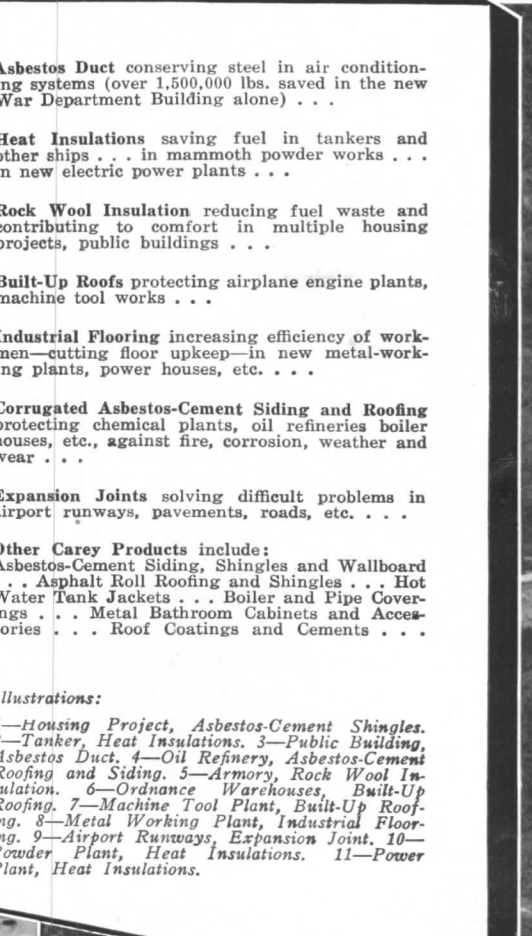 Asbestos Duct conserving steel in air condition-
ing systems (over 1,500,000 lbs. saved in the new
War Department Building alone) . . .
Heat Insulations saving fuel in tankers and
other ships . . . in mammoth powder works . . .
in new electric power plants . . .
Rock Wool Insulation reducing fuel waste and
contributing to comfort in multiple housing
projects, public buildings . . .
Built-Up Roofs protecting airplane engine plants,
machine tool works . . .
Industrial Flooring increasing efficiency of work-
men—cutting floor upkeep—in new metal-work-
ing plants, power houses, etc. . . .
Corrugated Asbestos-Cement Siding and Roofing
protecting chemical plants, oil refineries boiler
houses, etc., against fire, corrosion, weather and
wear . . .
Expansion Joints solving difficult problems in
airport runways, pavements, roads, etc. . . .
Other Carey Products include:
Asbestos-Cement Siding, Shingles and Wallboard
. . . Asphalt Roll Roofing and Shingles . . . Hot
Water Tank Jackets . . . Boiler and Pipe Cover-
ings . . . Metal Bathroom Cabinets and Acces-
sories . . . Roof Coatings and Cements . . .
Illustrations:
1—Housing Project, Asbestos-Cement Shingles.
2—Tanker, Heat Insulations. 3—Public Building,
Asbestos Duct. 4—Oil Refinery, Asbestos-Cement
Roofing and Siding. 5—Armory, Rock Wool In-
sulation. 6—Ordnance Warehouses, Built-Up
Roofing. 7—Machine Tool Plant, Built-Up Roof-
ing. 8—Metal Working Plant, Industrial Floor-
ing. 9—Airport Runways, Expansion Joint. 10—
Powder Plant, Heat Insulations. 11—Power
Plant, Heat Insulations.